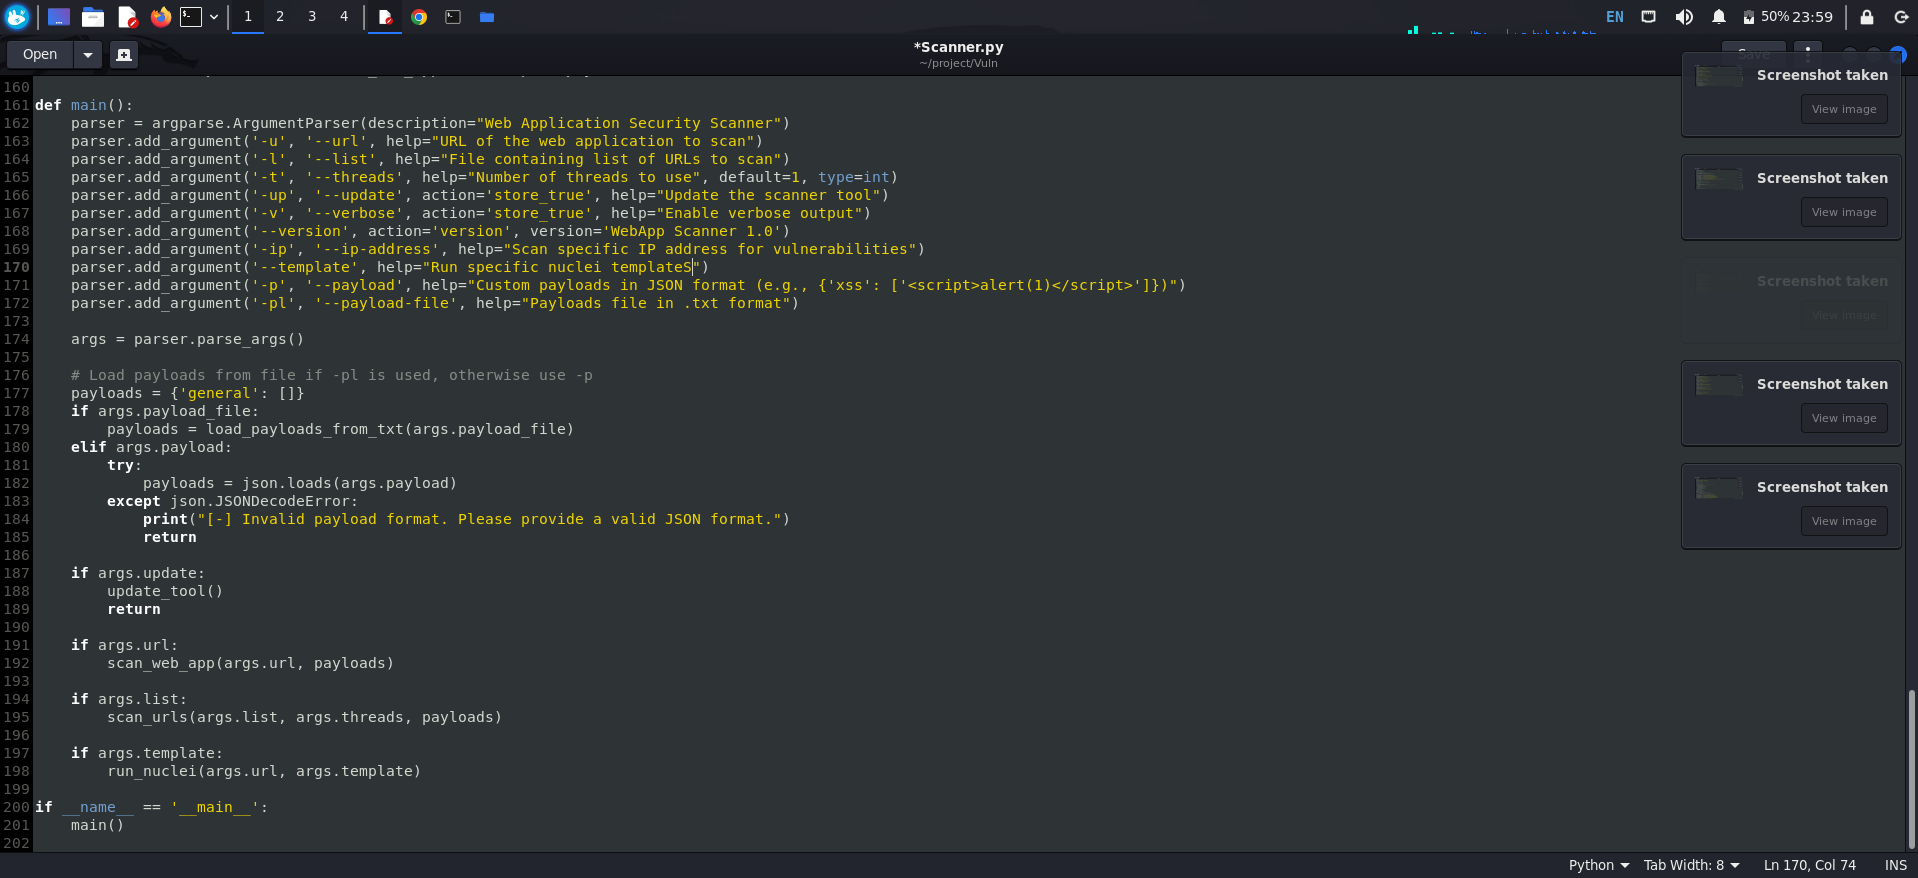 1 2 3 4 EN 50% 23:59
Open *Scanner.py Save
~/project/Vuln
160
161 def main():
162     parser = argparse.ArgumentParser(description="Web Application Security Scanner")
163     parser.add_argument('-u', '--url', help="URL of the web application to scan")
164     parser.add_argument('-l', '--list', help="File containing list of URLs to scan")
165     parser.add_argument('-t', '--threads', help="Number of threads to use", default=1, type=int)
166     parser.add_argument('-up', '--update', action='store_true', help="Update the scanner tool")
167     parser.add_argument('-v', '--verbose', action='store_true', help="Enable verbose output")
168     parser.add_argument('--version', action='version', version='WebApp Scanner 1.0')
169     parser.add_argument('-ip', '--ip-address', help="Scan specific IP address for vulnerabilities")
170     parser.add_argument('--template', help="Run specific nuclei templateS")
171     parser.add_argument('-p', '--payload', help="Custom payloads in JSON format (e.g., {'xss': ['<script>alert(1)</script>']})")
172     parser.add_argument('-pl', '--payload-file', help="Payloads file in .txt format")
173
174     args = parser.parse_args()
175
176     # Load payloads from file if -pl is used, otherwise use -p
177     payloads = {'general': []}
178     if args.payload_file:
179         payloads = load_payloads_from_txt(args.payload_file)
180     elif args.payload:
181         try:
182             payloads = json.loads(args.payload)
183         except json.JSONDecodeError:
184             print("[-] Invalid payload format. Please provide a valid JSON format.")
185             return
186
187     if args.update:
188         update_tool()
189         return
190
191     if args.url:
192         scan_web_app(args.url, payloads)
193
194     if args.list:
195         scan_urls(args.list, args.threads, payloads)
196
197     if args.template:
198         run_nuclei(args.url, args.template)
199
200 if __name__ == '__main__':
201     main()
202
Screenshot taken
View image
Screenshot taken
View image
Screenshot taken
View image
Screenshot taken
View image
Screenshot taken
View image
Python Tab Width: 8 Ln 170, Col 74 INS